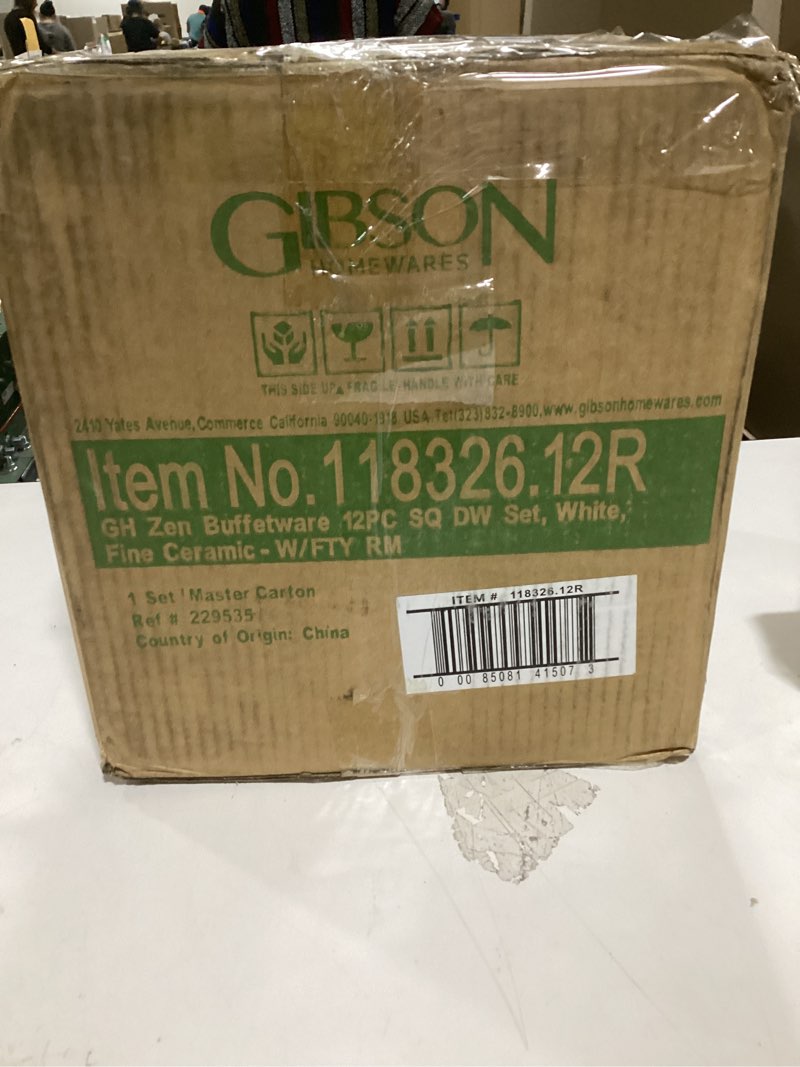 GIBSON
HOMEWARES
THIS SIDE UP, FRAGILE-HANDLE WITH CARE
2410 Yates Avenue, Commerce California 90040-1918 USA Tel:(323)832-8900, www.gibsonhomewares.com
Item No.118326.12R
GH Zen Buffetware 12PC SQ DW Set, White,
Fine Ceramic - W/FTY RM
1 Set / Master Carton
Ref # 229535
Country of Origin: China
ITEM # 118326.12R
0 00 85081 41507 3